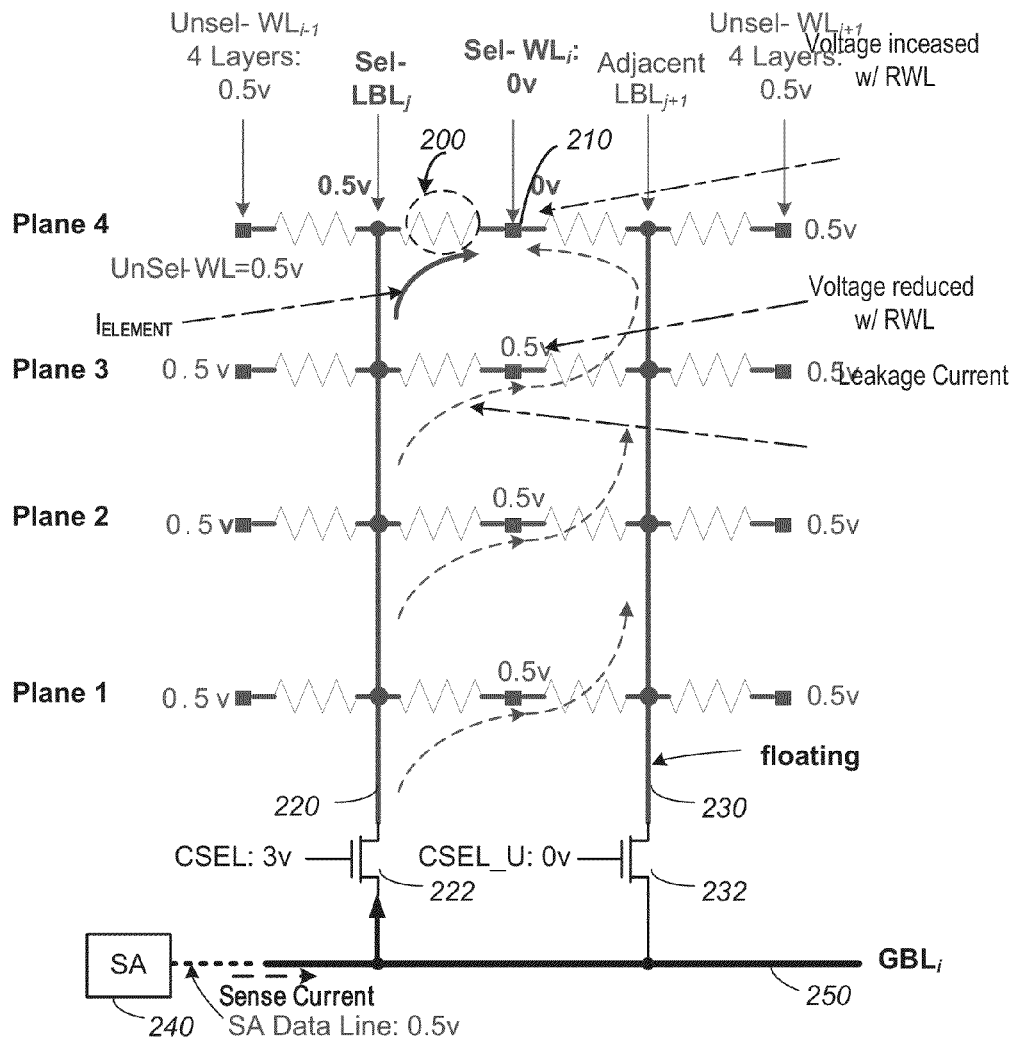 Unsel- WLi-1
4 Layers:
0.5v
Sel-
LBLj
Sel- WLi:
0v
Adjacent
LBLj+1
Unsel- WLi+1
4 Layers:
0.5v
Voltage inceased
w/ RWL
200
210
0.5v
0v
Plane 4
0.5v
UnSel-WL=0.5v
IELEMENT
Voltage reduced
w/ RWL
Plane 3
0.5v
0.5v
0.5v
Leakage Current
Plane 2
0.5v
0.5v
0.5v
Plane 1
0.5v
0.5v
0.5v
floating
220
230
CSEL: 3v
CSEL_U: 0v
222
232
SA
GBLi
Sense Current
250
240
SA Data Line: 0.5v